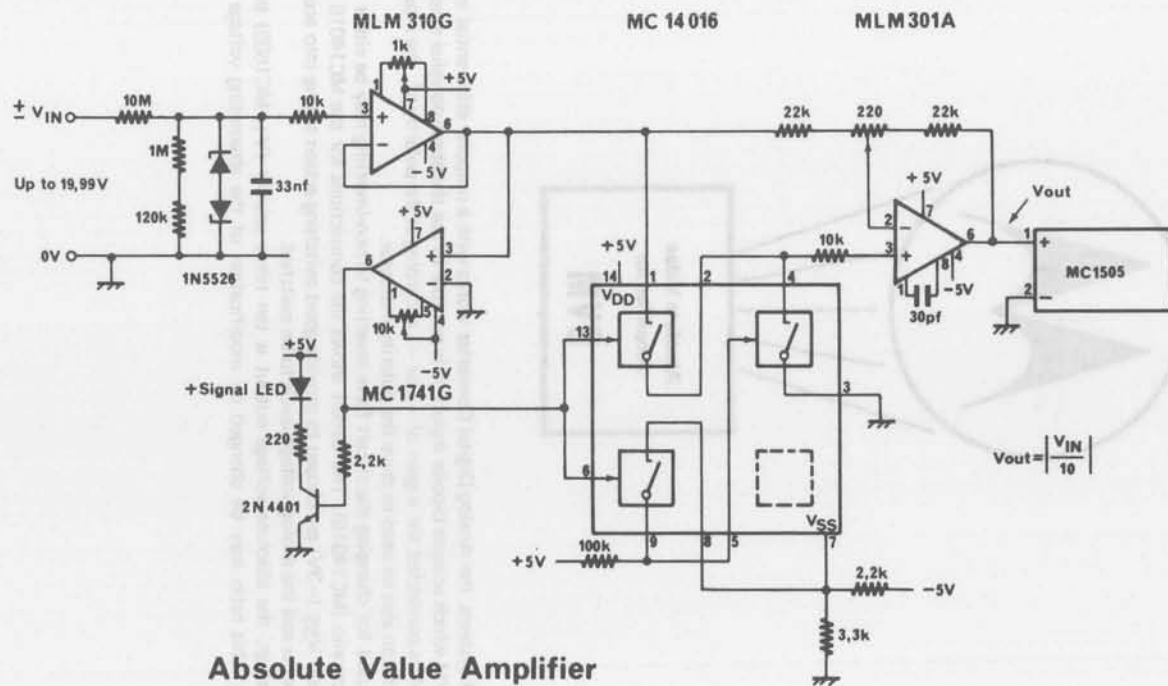 MLM 310G MC 14016 MLM301A
1k
+5V
1 7 8
± VIN 10M 10k 3 + 6 4 −
−5V
22k 220 22k
1M
Up to 19,99V 33nf
120k
+5V
7
+5V
7
Vout
6 3 + 2 −
2 − 3 + 6
10k
1 8 4
−5V
30pf
1 + 2 −
MC1505
0V
1N5526
1 5 4
10k
−5V
+5V
14 1 2 4
VDD
13
3
+5V
+Signal LED
MC1741G
220 2,2k
6
Vout = |VIN/10|
2N4401
VSS
9 8 5 7
+5V 100k
2,2k −5V
3,3k
Absolute Value Amplifier